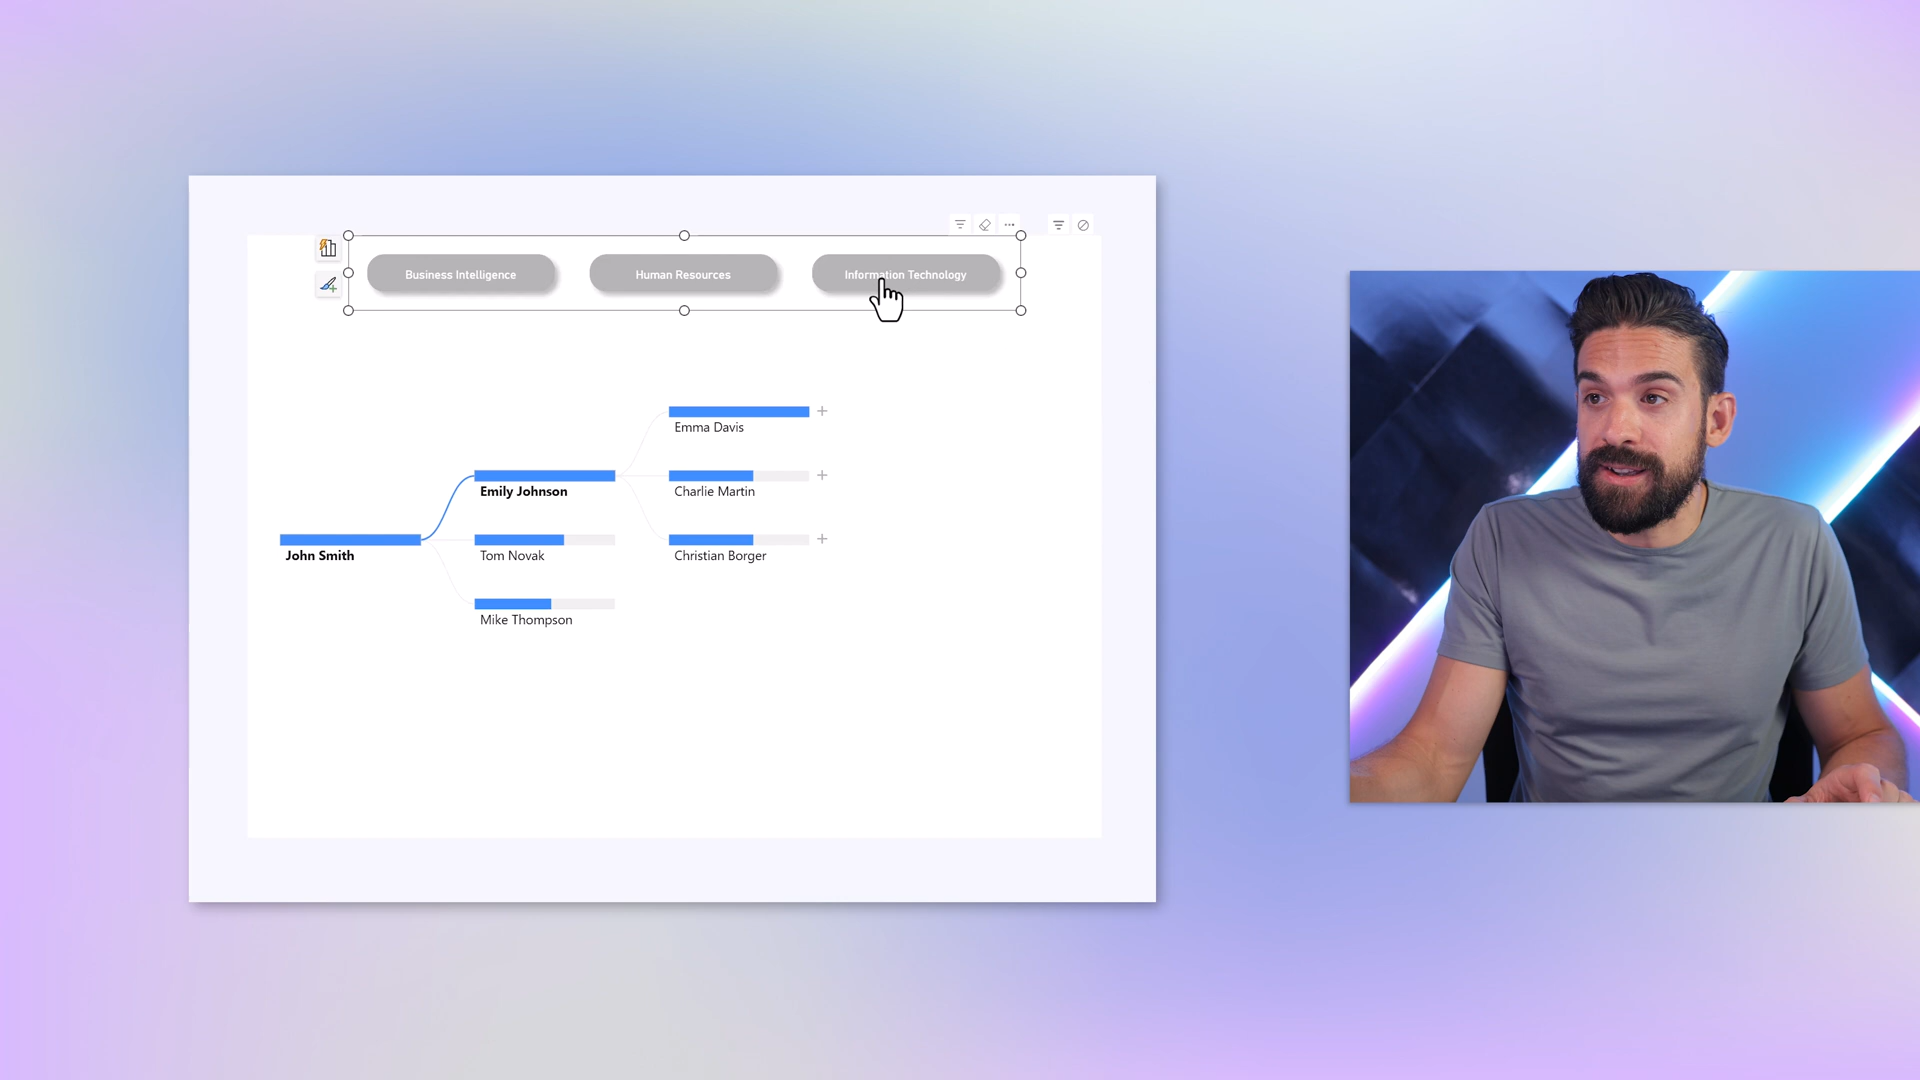 Business Intelligence
Human Resources
Information Technology
Emma Davis
Emily Johnson
Charlie Martin
John Smith
Tom Novak
Christian Borger
Mike Thompson